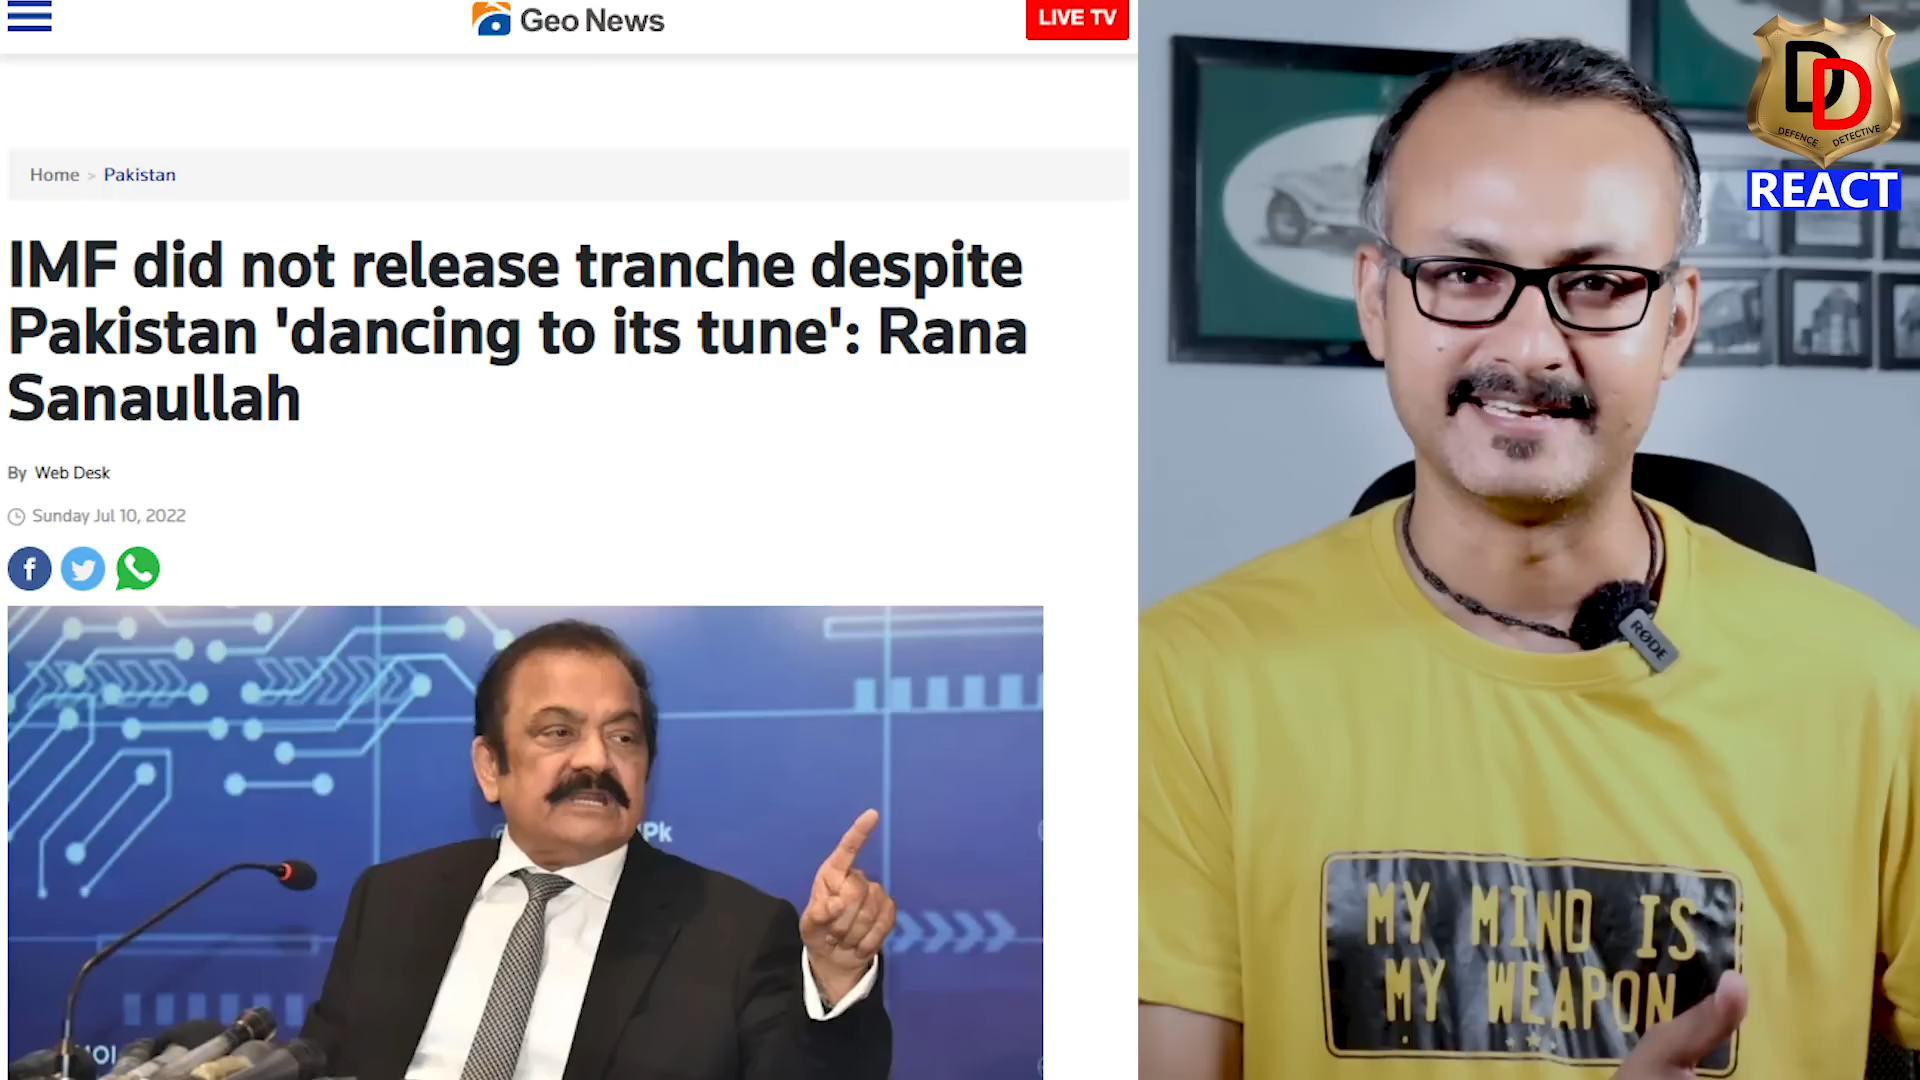 Geo News
LIVE TV
Home > Pakistan
IMF did not release tranche despite
Pakistan 'dancing to its tune': Rana
Sanaullah
By Web Desk
Sunday Jul 10, 2022
Pk
DD
DEFENCE DETECTIVE
REACT
RØDE
MY MIND IS
MY WEAPON